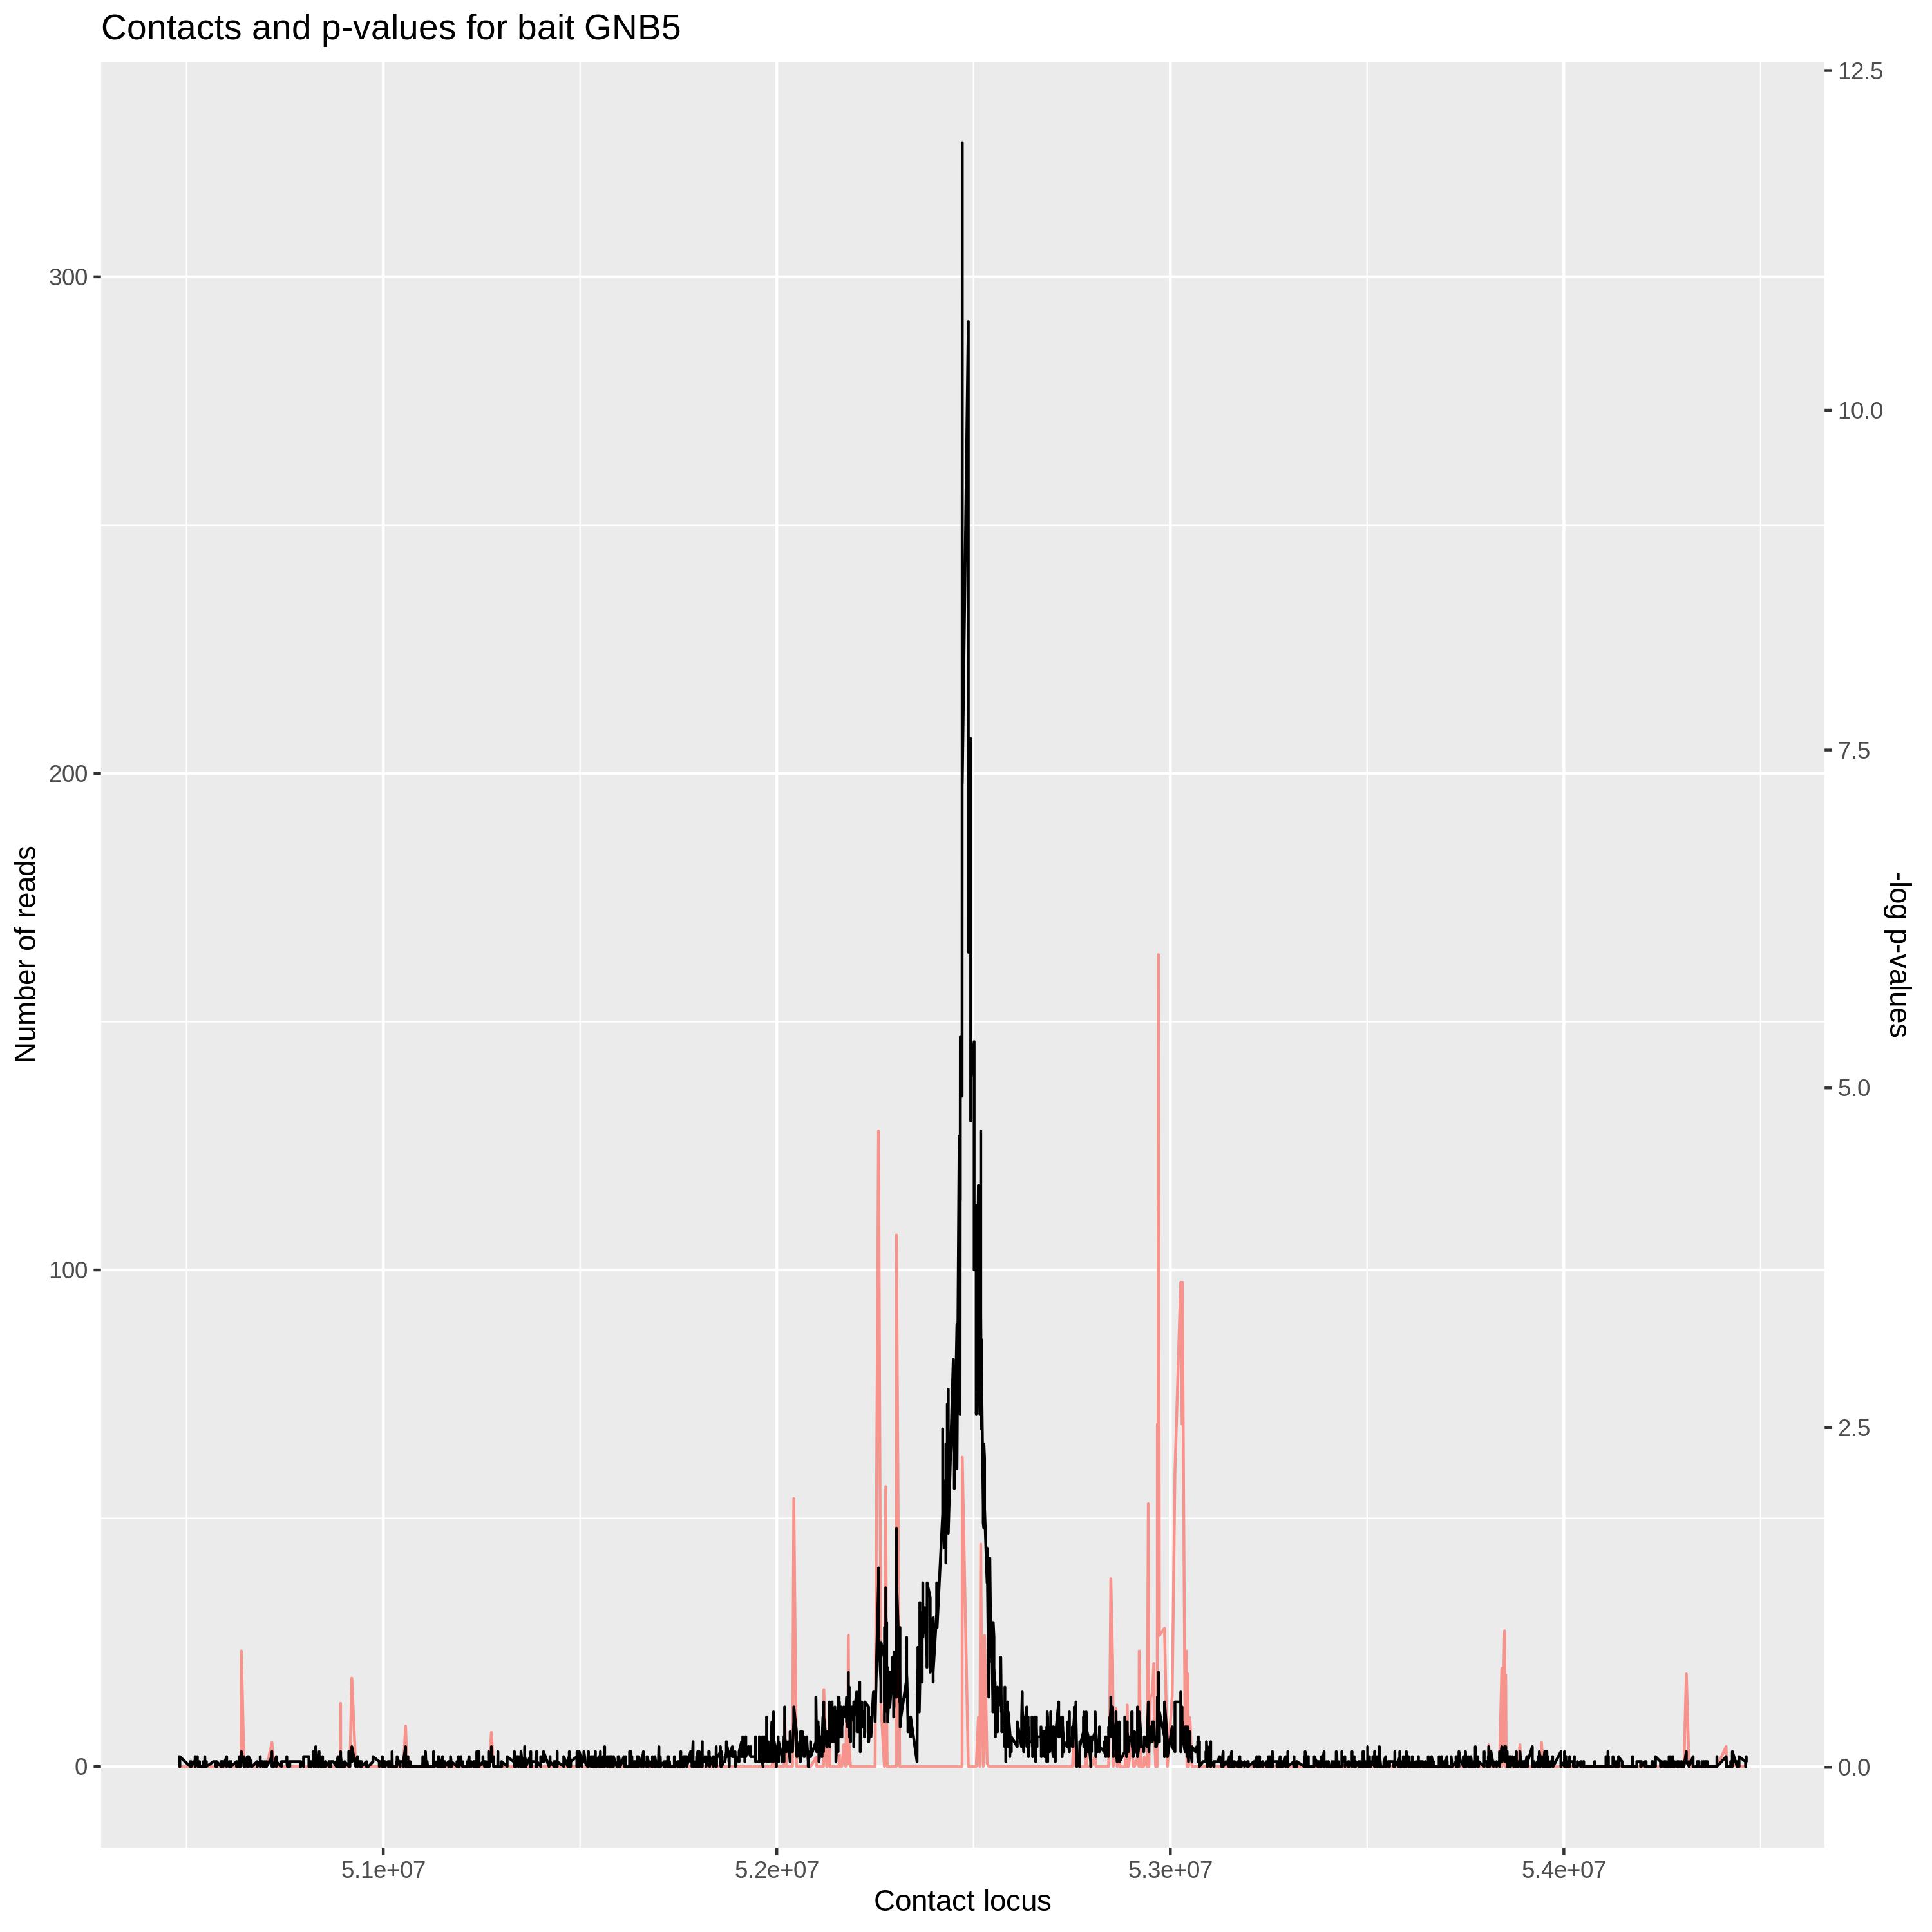 Contacts and p-values for bait GNB5
12.5
300
10.0
200
7.5
Number of reads
-log p-values
5.0
100
2.5
0
0.0
5.1e+07
5.2e+07
5.3e+07
5.4e+07
Contact locus